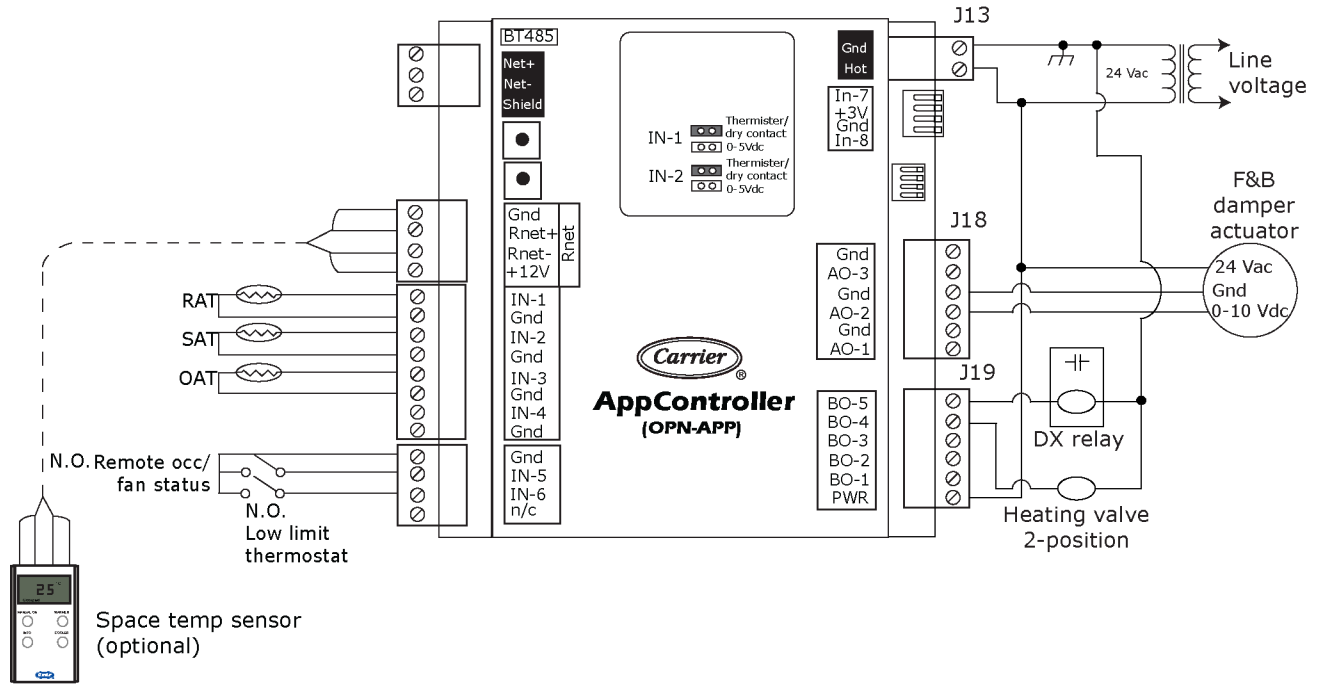 J13
BT485
Net+
Net-
Shield
Gnd
Hot
24 Vac
Line
voltage
In-7
+3V
Gnd
In-8
IN-1
Thermister/
dry contact
0-5Vdc
IN-2
Thermister/
dry contact
0-5Vdc
F&B
damper
actuator
24 Vac
Gnd
0-10 Vdc
J18
Gnd
Rnet+
Rnet-
+12V
Rnet
Gnd
AO-3
Gnd
AO-2
Gnd
AO-1
RAT
SAT
OAT
IN-1
Gnd
IN-2
Gnd
IN-3
Gnd
IN-4
Gnd
Carrier
®
AppController
(OPN-APP)
J19
BO-5
BO-4
BO-3
BO-2
BO-1
PWR
DX relay
N.O. Remote occ/
fan status
N.O.
Low limit
thermostat
Gnd
IN-5
IN-6
n/c
Heating valve
2-position
25
Space temp sensor
(optional)